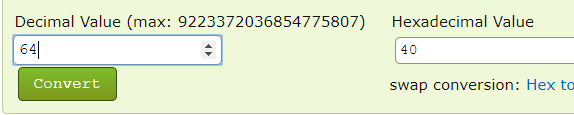 Decimal Value (max: 9223372036854775807) Hexadecimal Value
64 40
Convert swap conversion: Hex to